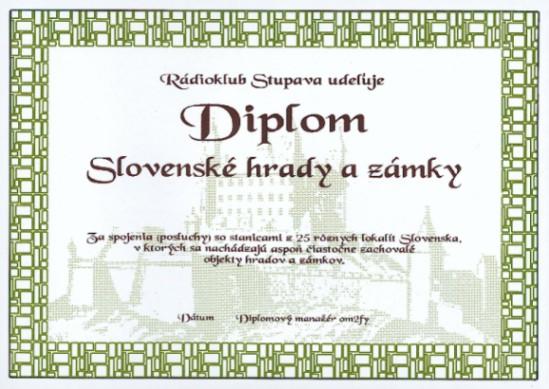 Rádioklub Stupava udeľuje
Diplom
Slovenské hrady a zámky
Za spojenia (posluchy) so stanicami z 25 rôznych lokalít Slovenska,
v ktorých sa nachádzajú aspoň čiastočne zachovalé
objekty hradov a zámkov.
Dátum Diplomový manažér om2fy